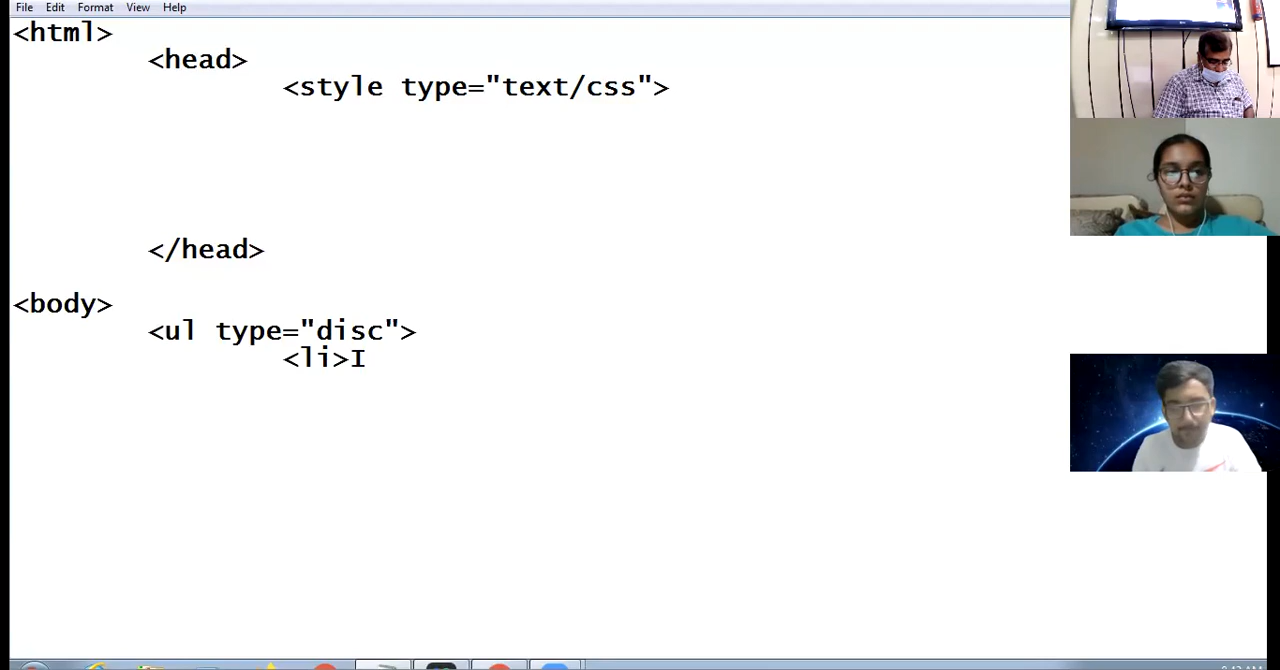 File Edit Format View Help
<html>
<head>
<style type="text/css">
</head>
<body>
<ul type="disc">
<li>I